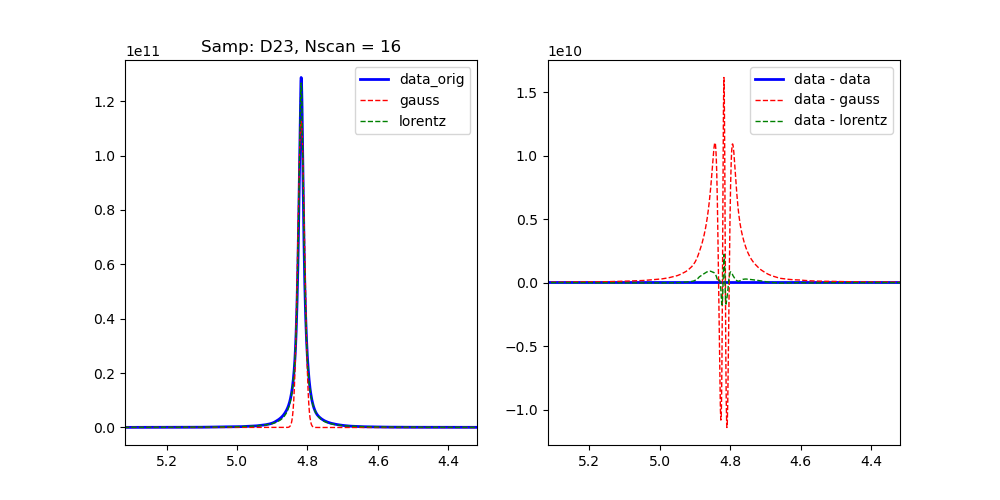 Samp: D23, Nscan = 16
1e11
data_orig
gauss
lorentz
1.2
1.0
0.8
0.6
0.4
0.2
0.0
5.2 5.0 4.8 4.6 4.4
1e10
data - data
data - gauss
data - lorentz
1.5
1.0
0.5
0.0
−0.5
−1.0
5.2 5.0 4.8 4.6 4.4